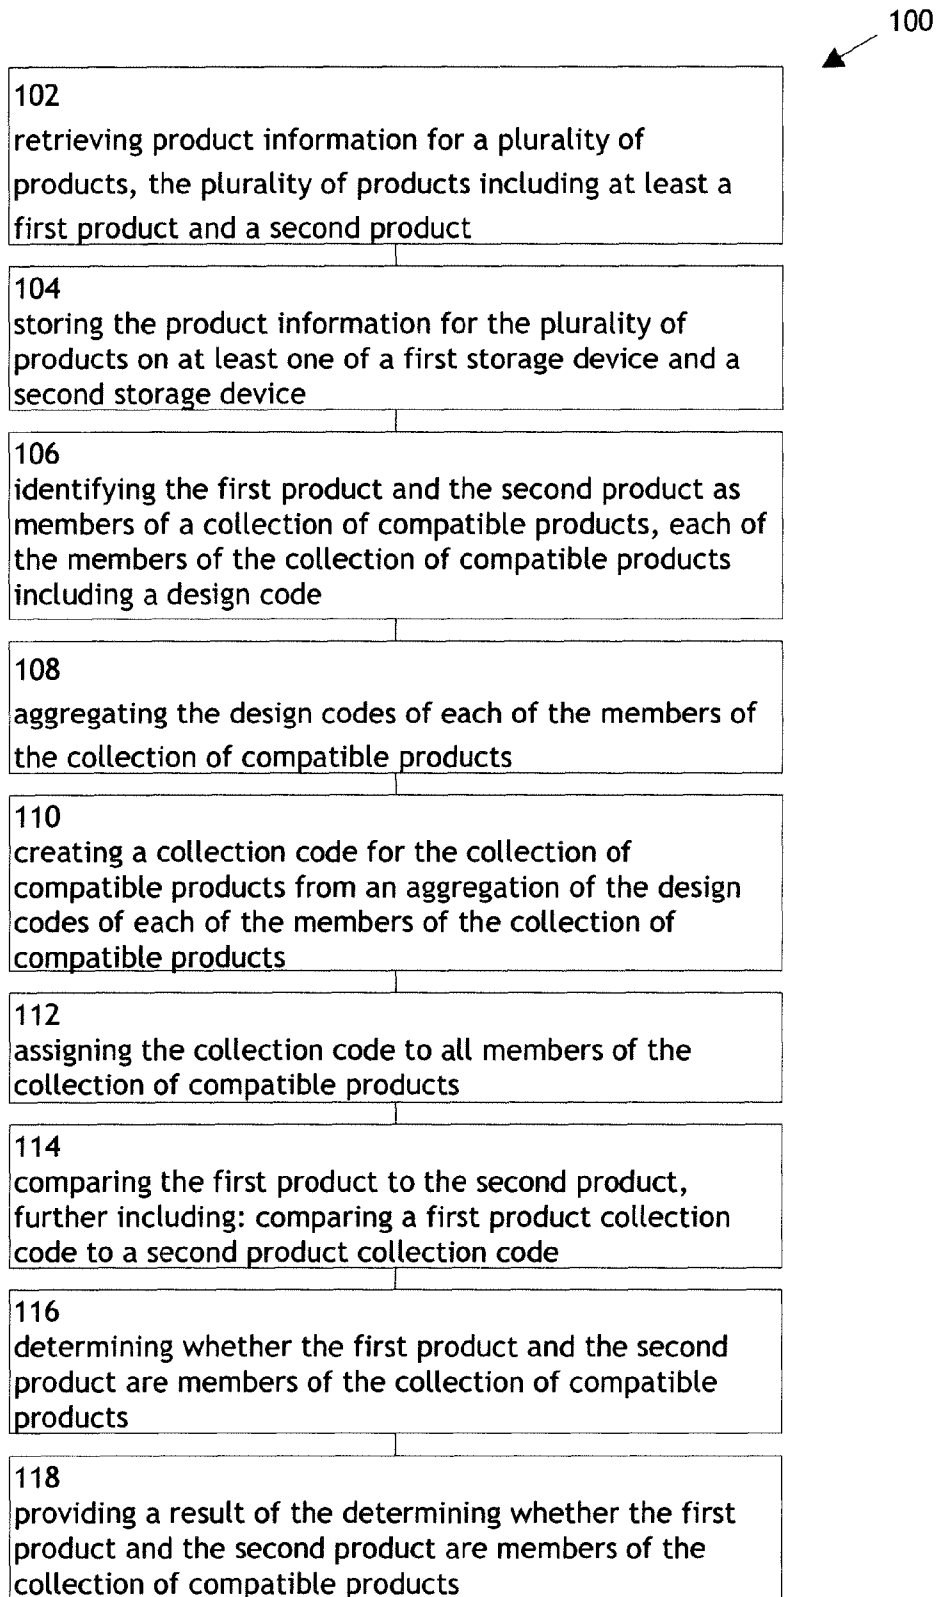 100
102
retrieving product information for a plurality of
products, the plurality of products including at least a
first product and a second product
104
storing the product information for the plurality of
products on at least one of a first storage device and a
second storage device
106
identifying the first product and the second product as
members of a collection of compatible products, each of
the members of the collection of compatible products
including a design code
108
aggregating the design codes of each of the members of
the collection of compatible products
110
creating a collection code for the collection of
compatible products from an aggregation of the design
codes of each of the members of the collection of
compatible products
112
assigning the collection code to all members of the
collection of compatible products
114
comparing the first product to the second product,
further including: comparing a first product collection
code to a second product collection code
116
determining whether the first product and the second
product are members of the collection of compatible
products
118
providing a result of the determining whether the first
product and the second product are members of the
collection of compatible products